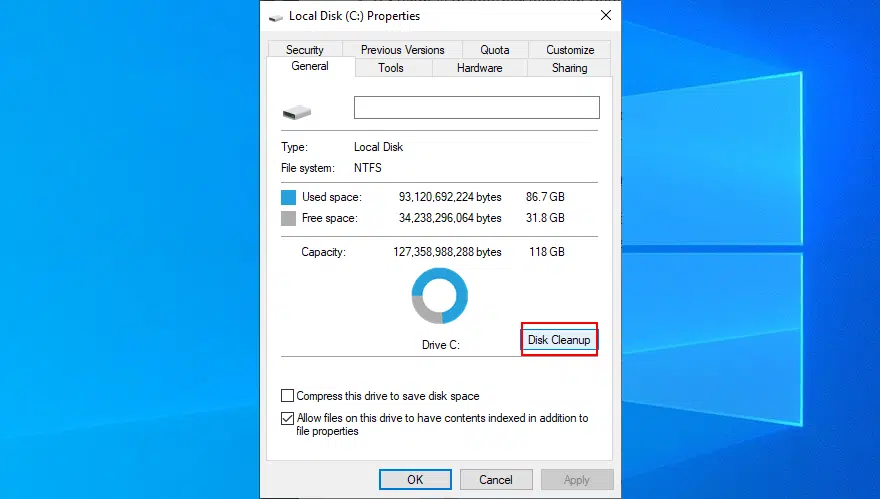 Local Disk (C:) Properties
Security Previous Versions Quota Customize
General Tools Hardware Sharing
Type: Local Disk
File system: NTFS
Used space: 93,120,692,224 bytes 86.7 GB
Free space: 34,238,296,064 bytes 31.8 GB
Capacity: 127,358,988,288 bytes 118 GB
Drive C:
Disk Cleanup
Compress this drive to save disk space
Allow files on this drive to have contents indexed in addition to
file properties
OK Cancel Apply